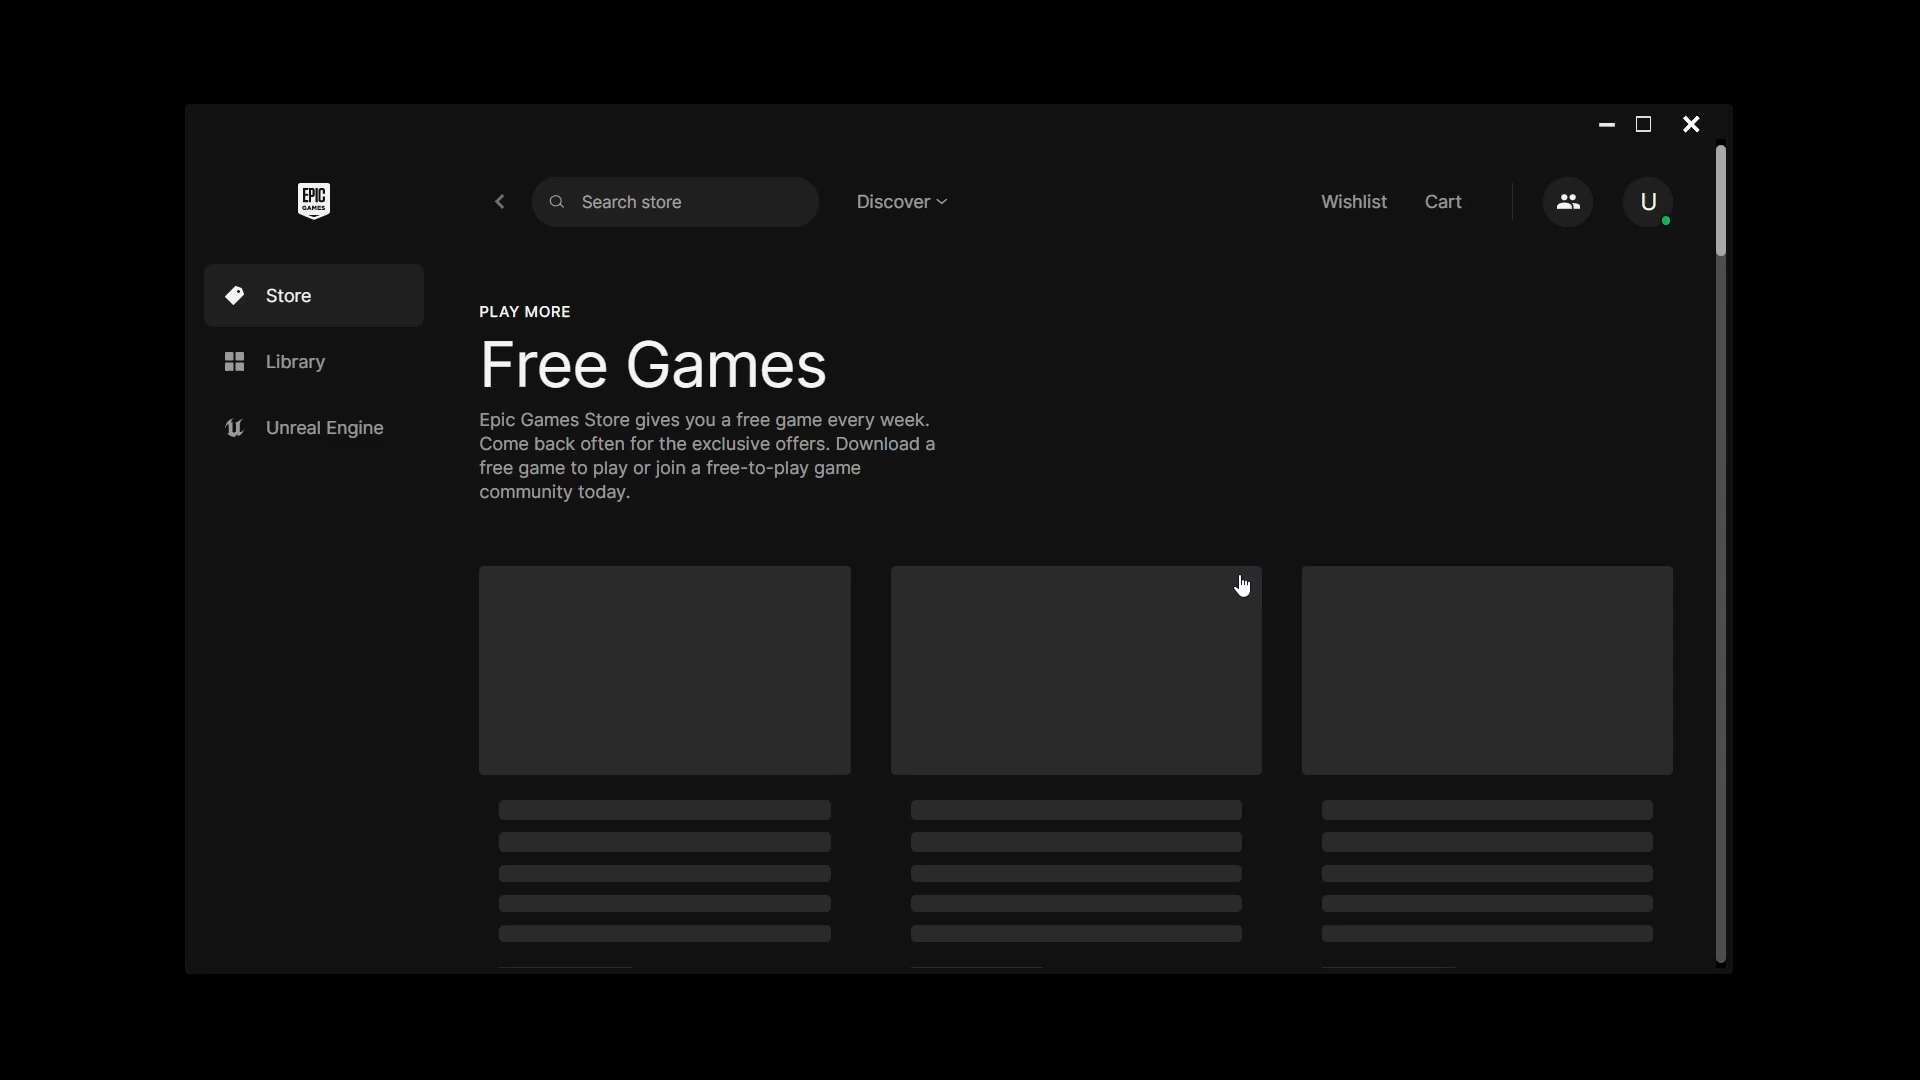 EPIC
GAMES
Search store
Discover
Wishlist
Cart
U
Store
Library
Unreal Engine
PLAY MORE
Free Games
Epic Games Store gives you a free game every week.
Come back often for the exclusive offers. Download a
free game to play or join a free-to-play game
community today.